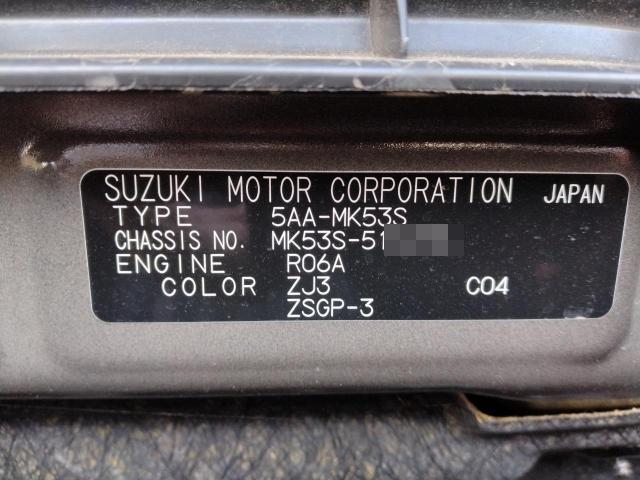 SUZUKI MOTOR CORPORATION JAPAN
TYPE 5AA-MK53S
CHASSIS NO. MK53S-51
ENGINE R06A
COLOR ZJ3 C04
ZSGP-3